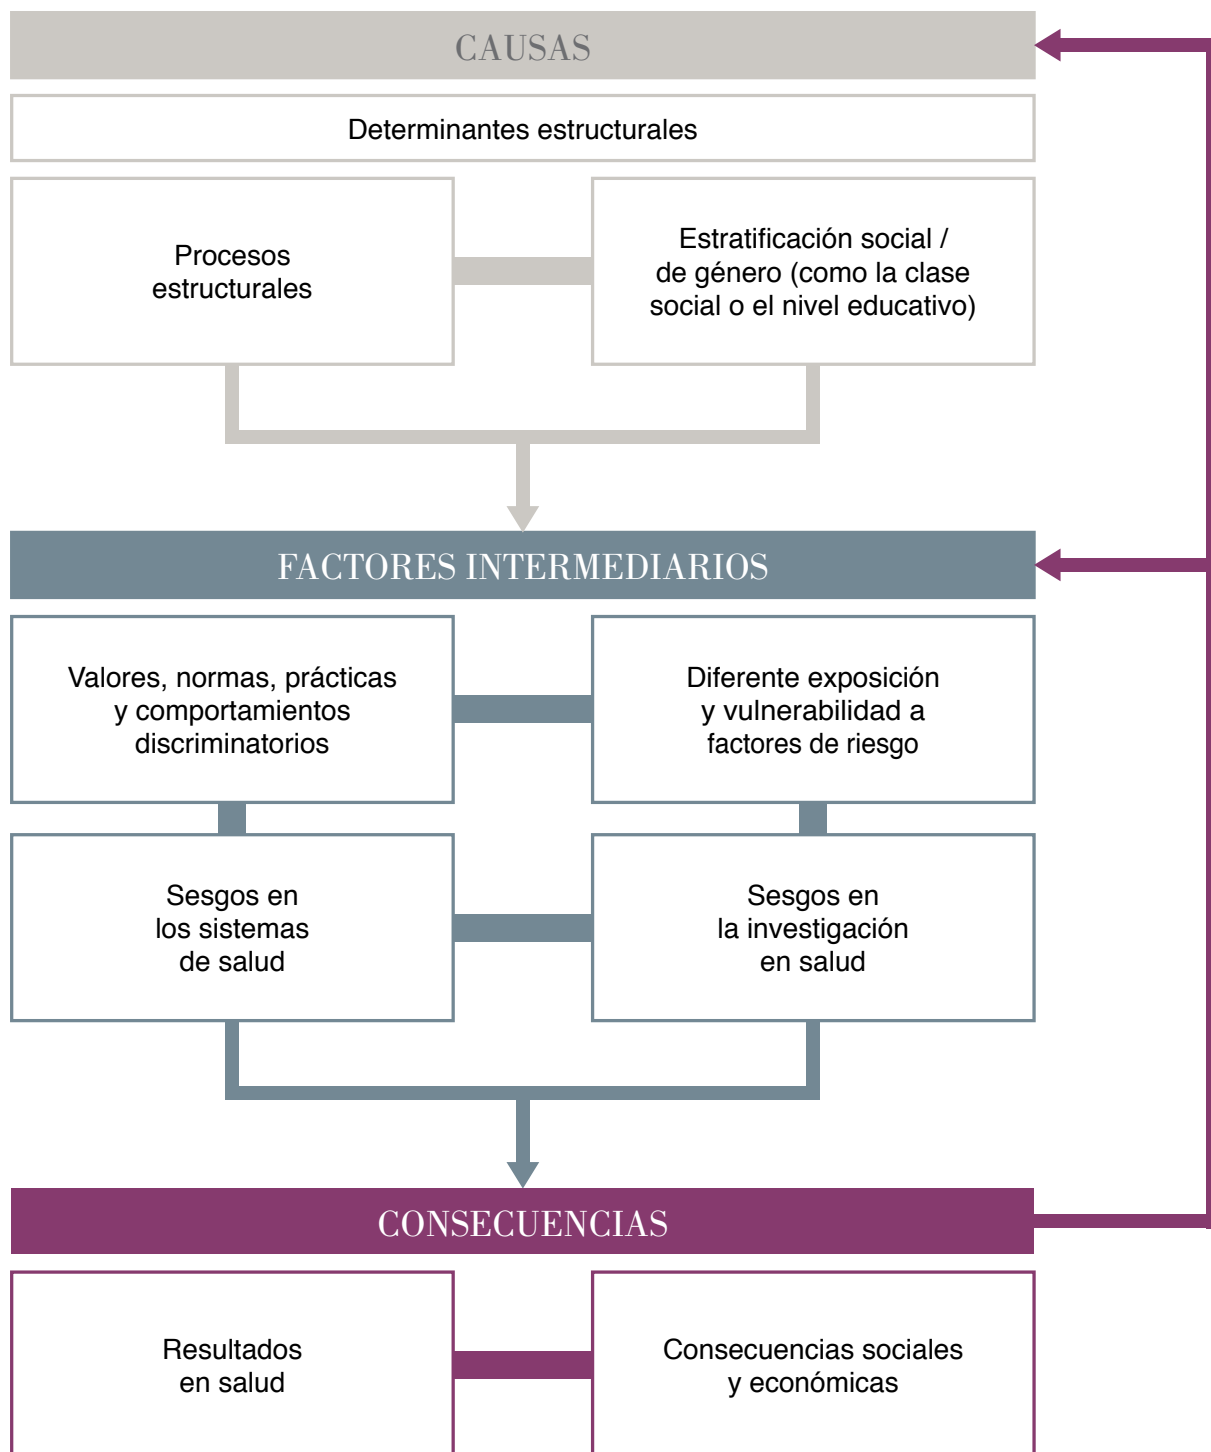 CAUSAS
Determinantes estructurales
Procesos
estructurales
Estratificación social /
de género (como la clase
social o el nivel educativo)
FACTORES INTERMEDIARIOS
Valores, normas, prácticas
y comportamientos
discriminatorios
Diferente exposición
y vulnerabilidad a
factores de riesgo
Sesgos en
los sistemas
de salud
Sesgos en
la investigación
en salud
CONSECUENCIAS
Resultados
en salud
Consecuencias sociales
y económicas